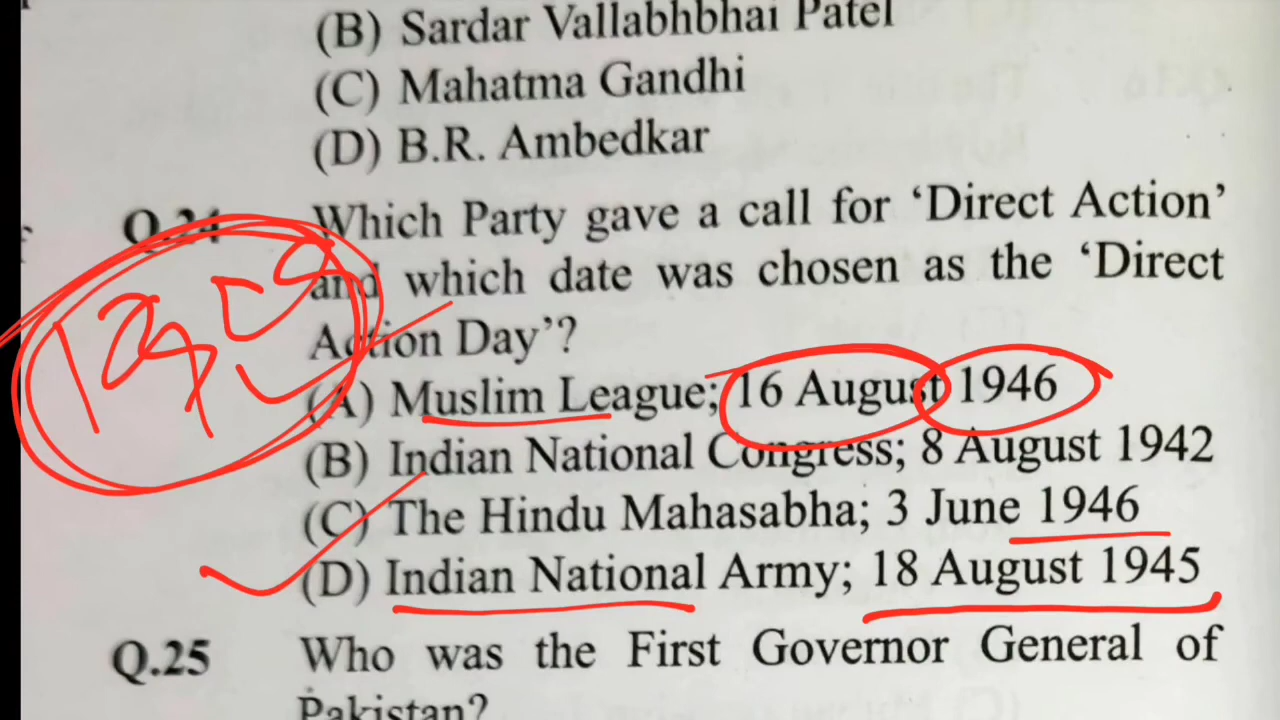 (B) Sardar Vallabhbhai Patel
(C) Mahatma Gandhi
(D) B.R. Ambedkar
Q.24 Which Party gave a call for ‘Direct Action’
and which date was chosen as the ‘Direct
Action Day’?
(A) Muslim League; 16 August 1946
(B) Indian National Congress; 8 August 1942
(C) The Hindu Mahasabha; 3 June 1946
(D) Indian National Army; 18 August 1945
Q.25 Who was the First Governor General of
Pakistan?